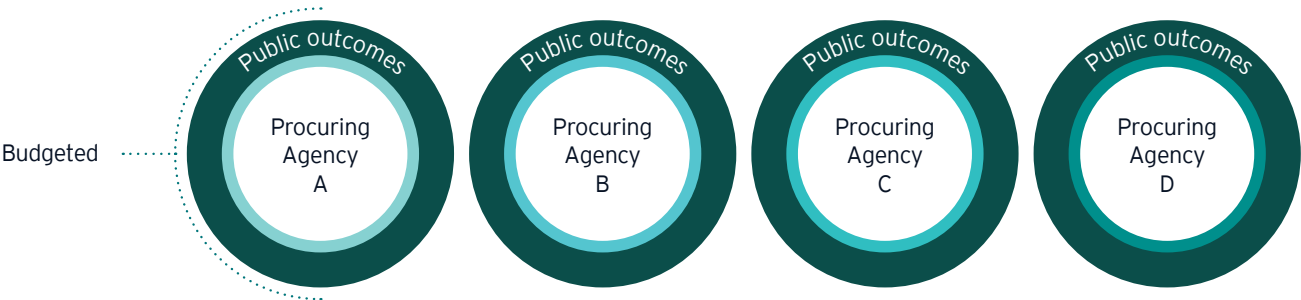 Public outcomes
Procuring
Agency
A
Public outcomes
Procuring
Agency
B
Public outcomes
Procuring
Agency
C
Public outcomes
Procuring
Agency
D
Budgeted